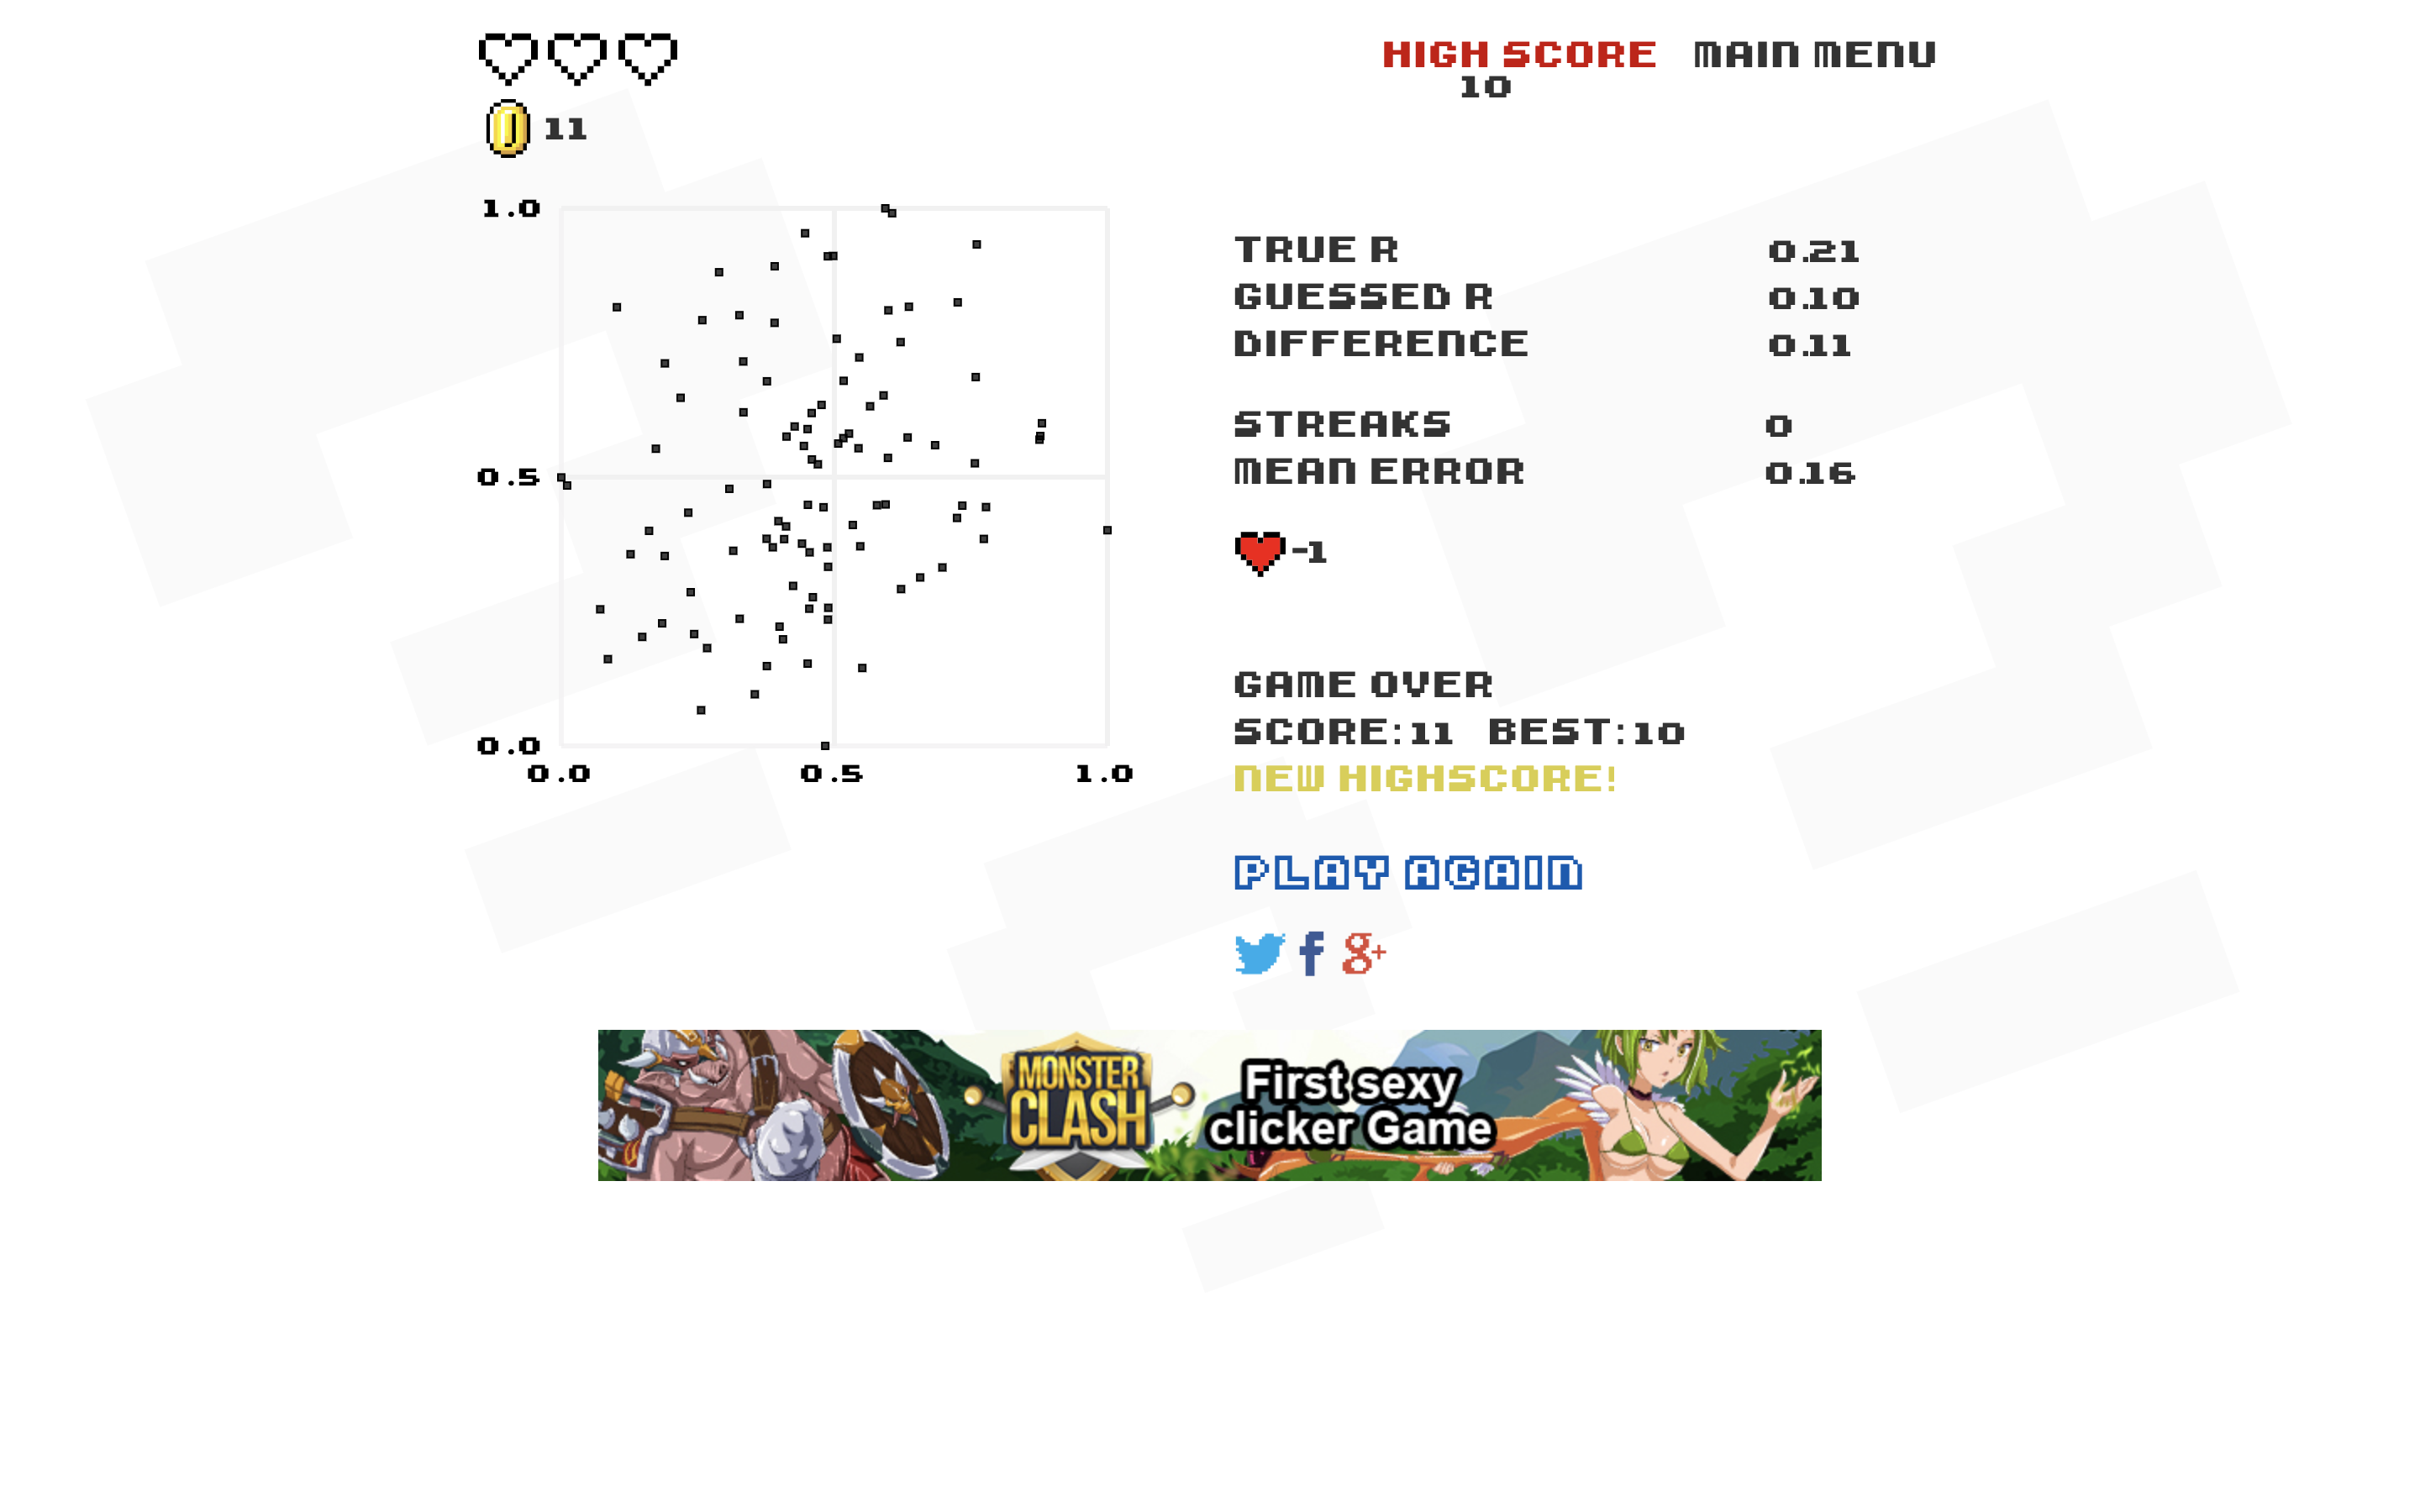 HIGH SCORE MAIN MENU
10
11
1.0
0.5
0.0
0.0 0.5 1.0
TRUE R 0.21
GUESSED R 0.10
DIFFERENCE 0.11
STREAKS 0
MEAN ERROR 0.16
-1
GAME OVER
SCORE:11 BEST:10
NEW HIGHSCORE!
PLAY AGAIN
f g+
MONSTER
CLASH
First sexy
clicker Game